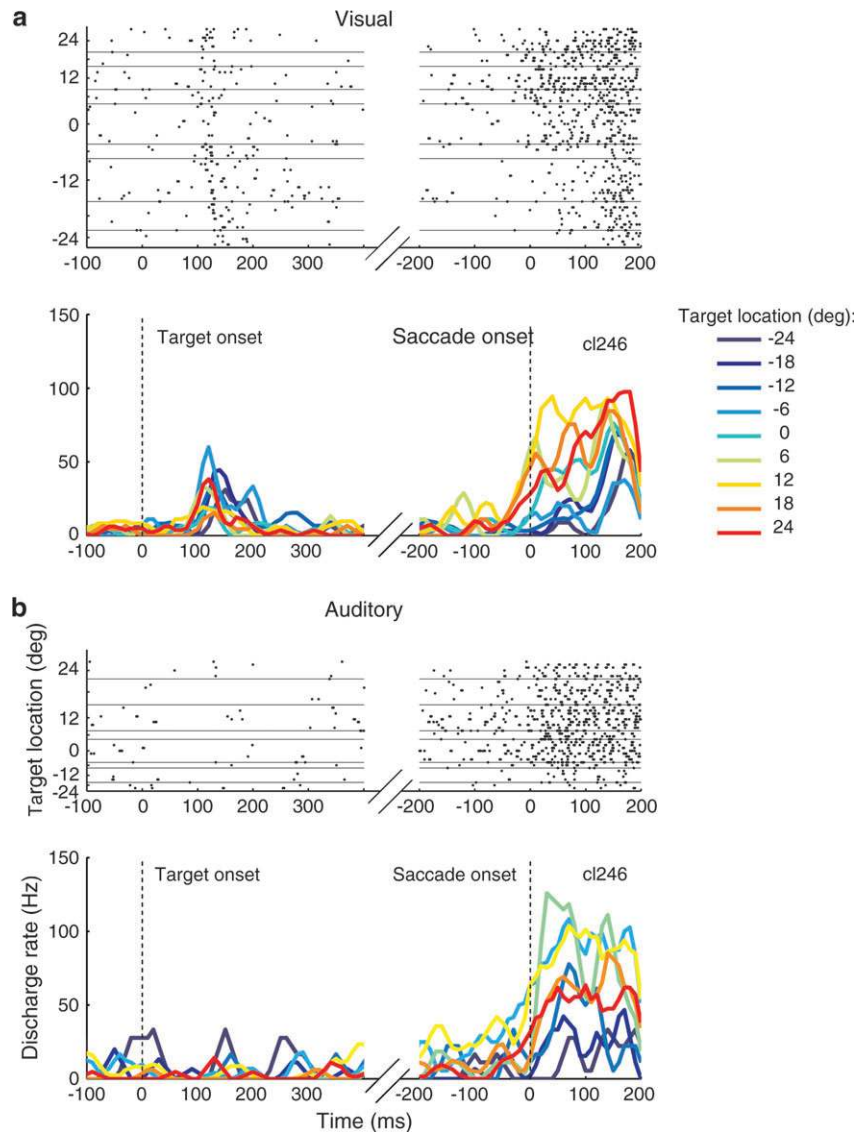 a
Visual
24
12
0
-12
-24
-100 0 100 200 300 -200 -100 0 100 200
150
100
50
0
Target onset
Saccade onset
cl246
-100 0 100 200 300 -200 -100 0 100 200
Target location (deg):
-24
-18
-12
-6
0
6
12
18
24
b
Auditory
Target location (deg)
24
12
0
-12
-24
-100 0 100 200 300 -200 -100 0 100 200
Discharge rate (Hz)
150
100
50
0
Target onset
Saccade onset
cl246
-100 0 100 200 300 -200 -100 0 100 200
Time (ms)